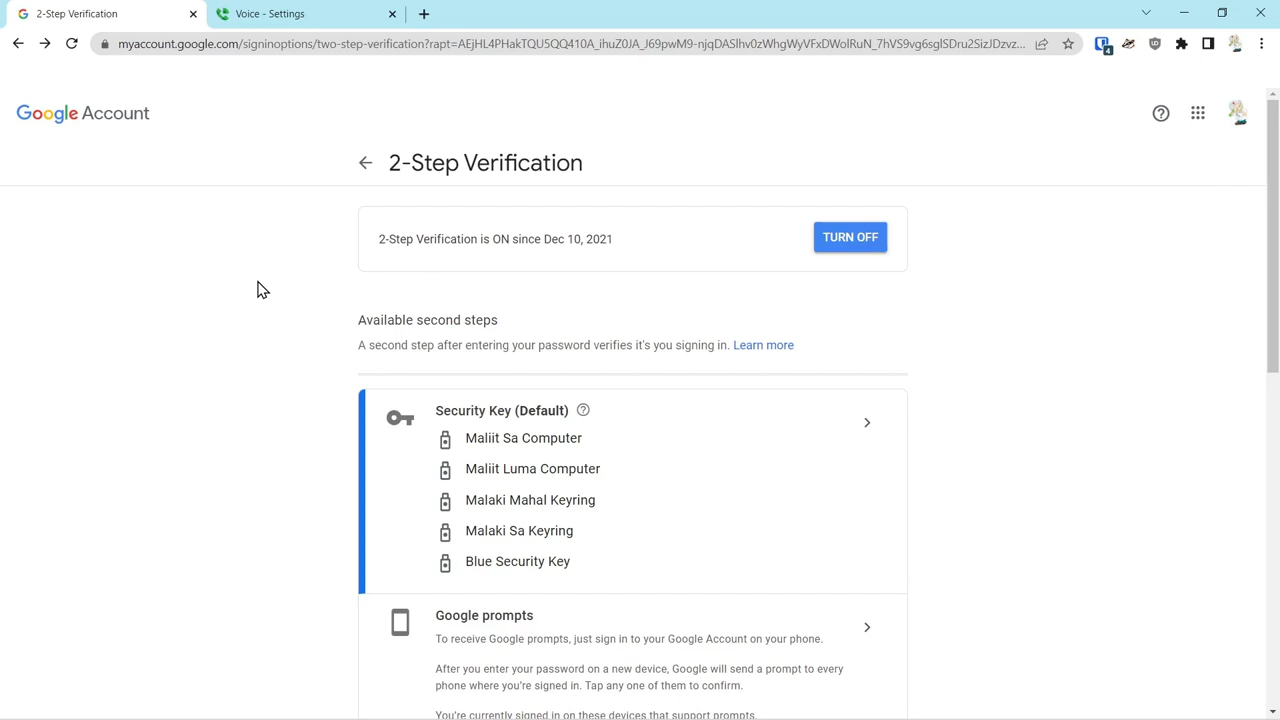 2-Step Verification
Voice - Settings
myaccount.google.com/signinoptions/two-step-verification?rapt=
4
Google Account
2-Step Verification
2-Step Verification is ON since Dec 10, 2021
TURN OFF
Available second steps
A second step after entering your password verifies it's you signing in. Learn more
Security Key (Default)
Maliit Sa Computer
Maliit Luma Computer
Malaki Mahal Keyring
Malaki Sa Keyring
Blue Security Key
Google prompts
To receive Google prompts, just sign in to your Google Account on your phone.
After you enter your password on a new device, Google will send a prompt to every
phone where you're signed in. Tap any one of them to confirm.
You're currently signed in on these devices that support prompts.